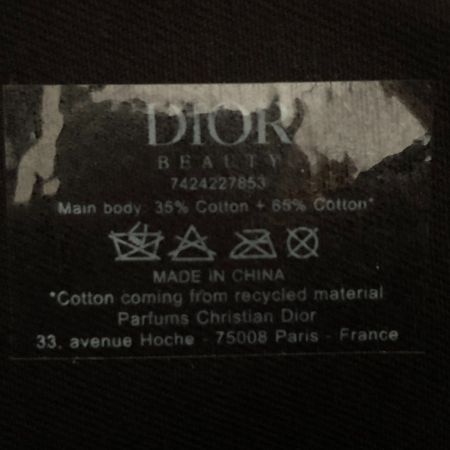 DIOR
BEAUTY
7424227853
Main body: 35% Cotton + 65% Cotton*
MADE IN CHINA
*Cotton coming from recycled material
Parfums Christian Dior
33, avenue Hoche - 75008 Paris - France